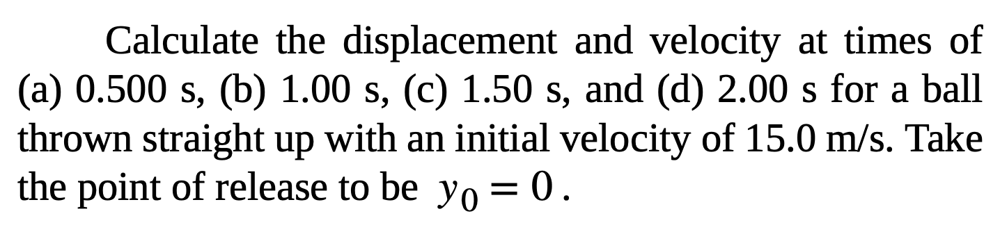 Calculate the displacement and velocity at times of
(a) 0.500 s, (b) 1.00 s, (c) 1.50 s, and (d) 2.00 s for a ball
thrown straight up with an initial velocity of 15.0 m/s. Take
the point of release to be y₀ = 0 .